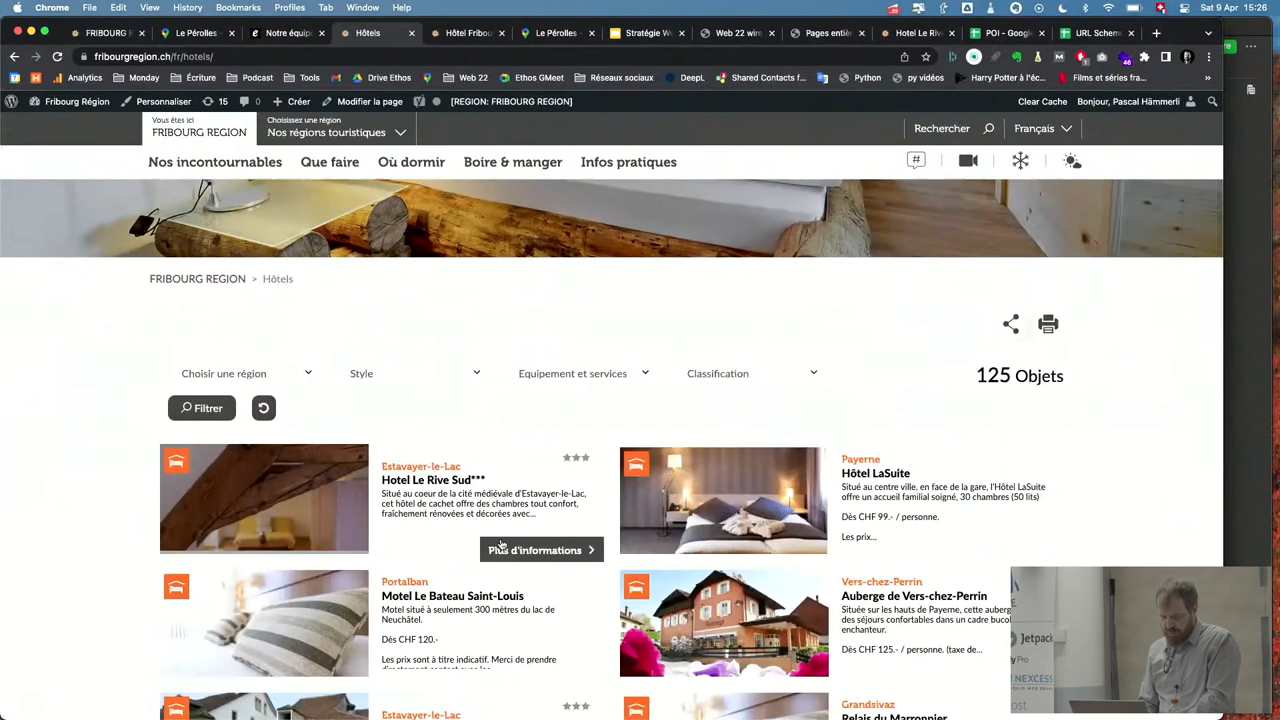 Chrome File Edit View History Bookmarks Profiles Tab Window Help Sat 9 Apr 15:26
FRIBOURG R Le Pérolles - Notre équipe Hôtels Hôtel Fribou Le Pérolles - Stratégie We Web 22 wire Pages entiè Hotel Le Rive POI - Google URL Schema
fribourgregion.ch/fr/hotels/
Analytics Monday Écriture Podcast Tools Drive Ethos Web 22 Ethos GMeet Réseaux sociaux DeepL Shared Contacts f... Python py vidéos Harry Potter à l'éc... Films et séries fra... »
Fribourg Région Personnaliser 15 0 Créer Modifier la page [REGION: FRIBOURG REGION] Clear Cache Bonjour, Pascal Hämmerli
Vous êtes ici
FRIBOURG REGION
Choisissez une région
Nos régions touristiques
Rechercher
Français
Nos incontournables Que faire Où dormir Boire & manger Infos pratiques
#
FRIBOURG REGION > Hôtels
Choisir une région Style Equipement et services Classification
125 Objets
Filtrer
Estavayer-le-Lac
Hotel Le Rive Sud***
Situé au coeur de la cité médiévale d'Estavayer-le-Lac,
cet hôtel de cachet offre des chambres tout confort,
fraîchement rénovées et décorées avec...
Plus d'informations
Payerne
Hôtel LaSuite
Situé au centre ville, en face de la gare, l'Hôtel LaSuite
offre un accueil familial soigné, 30 chambres (50 lits)
Dès CHF 99.- / personne.
Les prix...
Portalban
Motel Le Bateau Saint-Louis
Motel situé à seulement 300 mètres du lac de
Neuchâtel.
Dès CHF 120.-
Les prix sont à titre indicatif. Merci de prendre
Vers-chez-Perrin
Auberge de Vers-chez-Perrin
Située sur les hauts de Payerne, cette auberg
des séjours confortables dans un cadre buco
enchanteur.
Dès CHF 125.- / personne. (taxe de...
Estavayer-le-Lac
Grandsivaz
Relais du Marronnier
Jetpack
NEXCESS